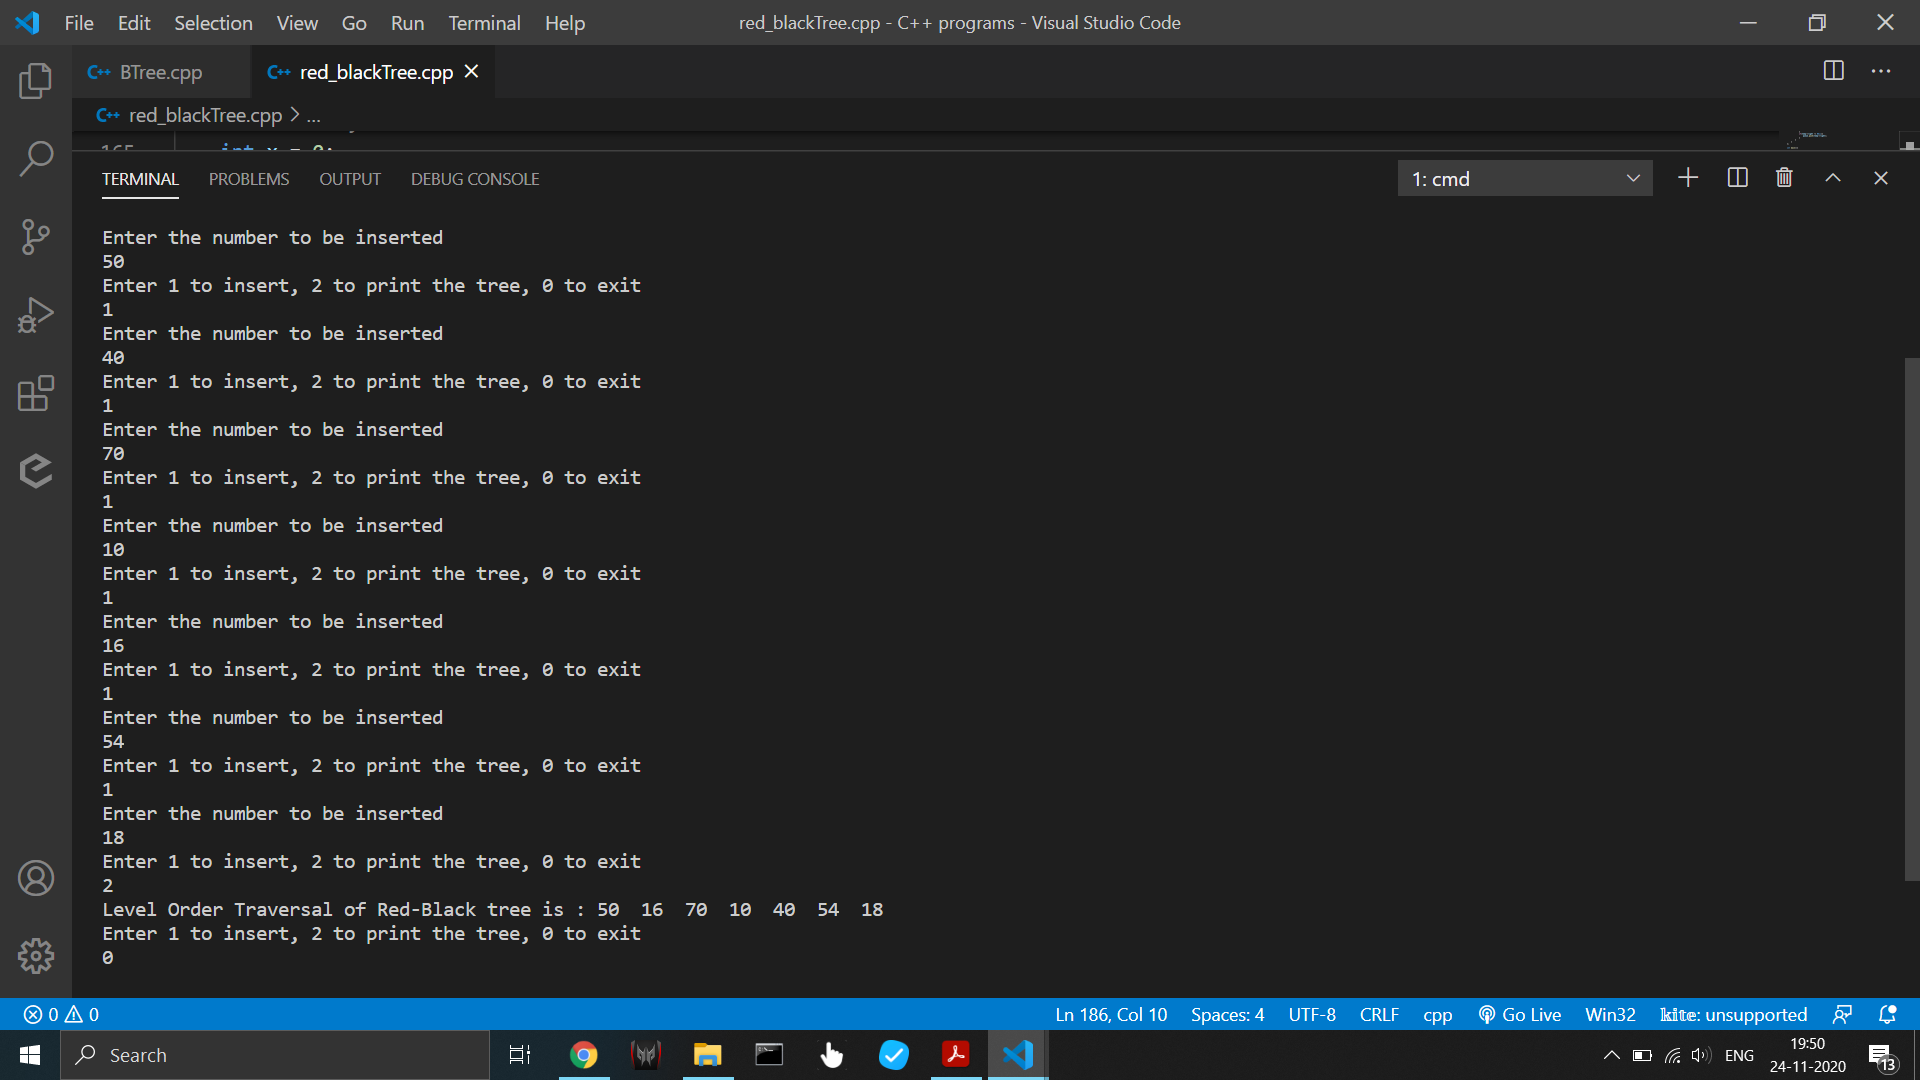 File Edit Selection View Go Run Terminal Help
red_blackTree.cpp - C++ programs - Visual Studio Code
C++ BTree.cpp
C++ red_blackTree.cpp
C++ red_blackTree.cpp > ...
165 int x = 0;
TERMINAL PROBLEMS OUTPUT DEBUG CONSOLE
1: cmd
Enter the number to be inserted
50
Enter 1 to insert, 2 to print the tree, 0 to exit
1
Enter the number to be inserted
40
Enter 1 to insert, 2 to print the tree, 0 to exit
1
Enter the number to be inserted
70
Enter 1 to insert, 2 to print the tree, 0 to exit
1
Enter the number to be inserted
10
Enter 1 to insert, 2 to print the tree, 0 to exit
1
Enter the number to be inserted
16
Enter 1 to insert, 2 to print the tree, 0 to exit
1
Enter the number to be inserted
54
Enter 1 to insert, 2 to print the tree, 0 to exit
1
Enter the number to be inserted
18
Enter 1 to insert, 2 to print the tree, 0 to exit
2
Level Order Traversal of Red-Black tree is : 50 16 70 10 40 54 18
Enter 1 to insert, 2 to print the tree, 0 to exit
0
0 0
Ln 186, Col 10 Spaces: 4 UTF-8 CRLF cpp Go Live Win32 kite: unsupported
Search
ENG
19:50
24-11-2020
13